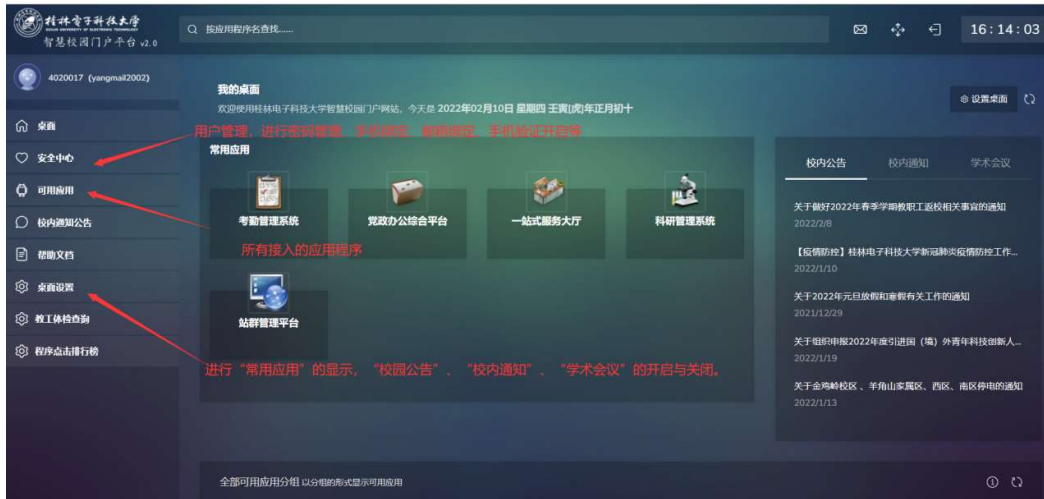 桂林电子科技大学
GUILIN UNIVERSITY OF ELECTRONIC TECHNOLOGY
智慧校园门户平台 v2.0
按应用程序名查找......
16:14:03
4020017 (yangmail2002)
桌面
安全中心
可用应用
校内通知公告
帮助文档
桌面设置
教工体检查询
程序点击排行榜
我的桌面
欢迎使用桂林电子科技大学智慧校园门户网站，今天是 2022年02月10日 星期四 壬寅[虎]年正月初十
设置桌面
用户管理，进行密码管理、手机绑定、邮箱绑定、手机验证开启等
常用应用
考勤管理系统
党政办公综合平台
一站式服务大厅
科研管理系统
所有接入的应用程序
站群管理平台
进行“常用应用”的显示，“校园公告”、“校内通知”、“学术会议”的开启与关闭。
校内公告
校内通知
学术会议
关于做好2022年春季学期教职工返校相关事宜的通知
2022/2/8
【疫情防控】桂林电子科技大学新冠肺炎疫情防控工作...
2022/1/10
关于2022年元旦放假和寒假有关工作的通知
2021/12/29
关于组织申报2022年度引进国（境）外青年科技创新人...
2022/1/19
关于金鸡岭校区、羊角山家属区、西区、南区停电的通知
2022/1/13
全部可用应用分组 以分组的形式显示可用应用